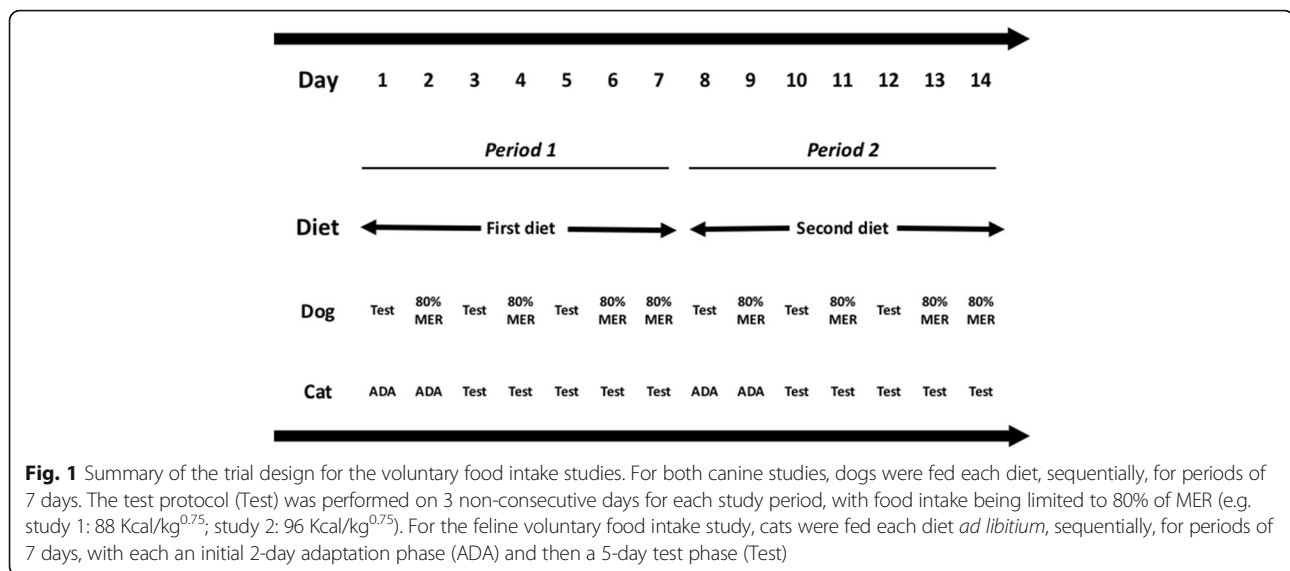 Day 1 2 3 4 5 6 7 8 9 10 11 12 13 14
Period 1 Period 2
Diet First diet Second diet
Dog Test 80% MER Test 80% MER Test 80% MER 80% MER Test 80% MER Test 80% MER Test 80% MER 80% MER
Cat ADA ADA Test Test Test Test Test ADA ADA Test Test Test Test Test
Fig. 1 Summary of the trial design for the voluntary food intake studies. For both canine studies, dogs were fed each diet, sequentially, for periods of
7 days. The test protocol (Test) was performed on 3 non-consecutive days for each study period, with food intake being limited to 80% of MER (e.g.
study 1: 88 Kcal/kg^0.75; study 2: 96 Kcal/kg^0.75). For the feline voluntary food intake study, cats were fed each diet ad libitium, sequentially, for periods of
7 days, with each an initial 2-day adaptation phase (ADA) and then a 5-day test phase (Test)